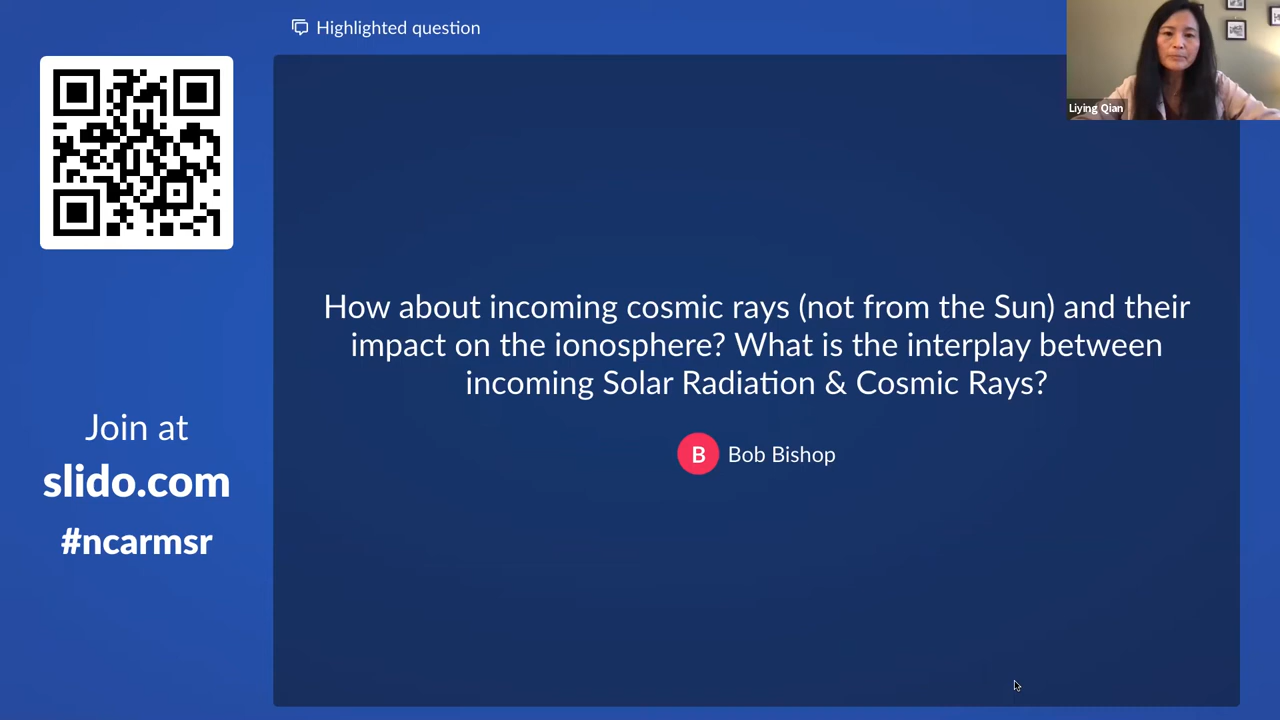 Highlighted question
Liying Qian
How about incoming cosmic rays (not from the Sun) and their
impact on the ionosphere? What is the interplay between
incoming Solar Radiation & Cosmic Rays?
B Bob Bishop
Join at
slido.com
#ncarmsr